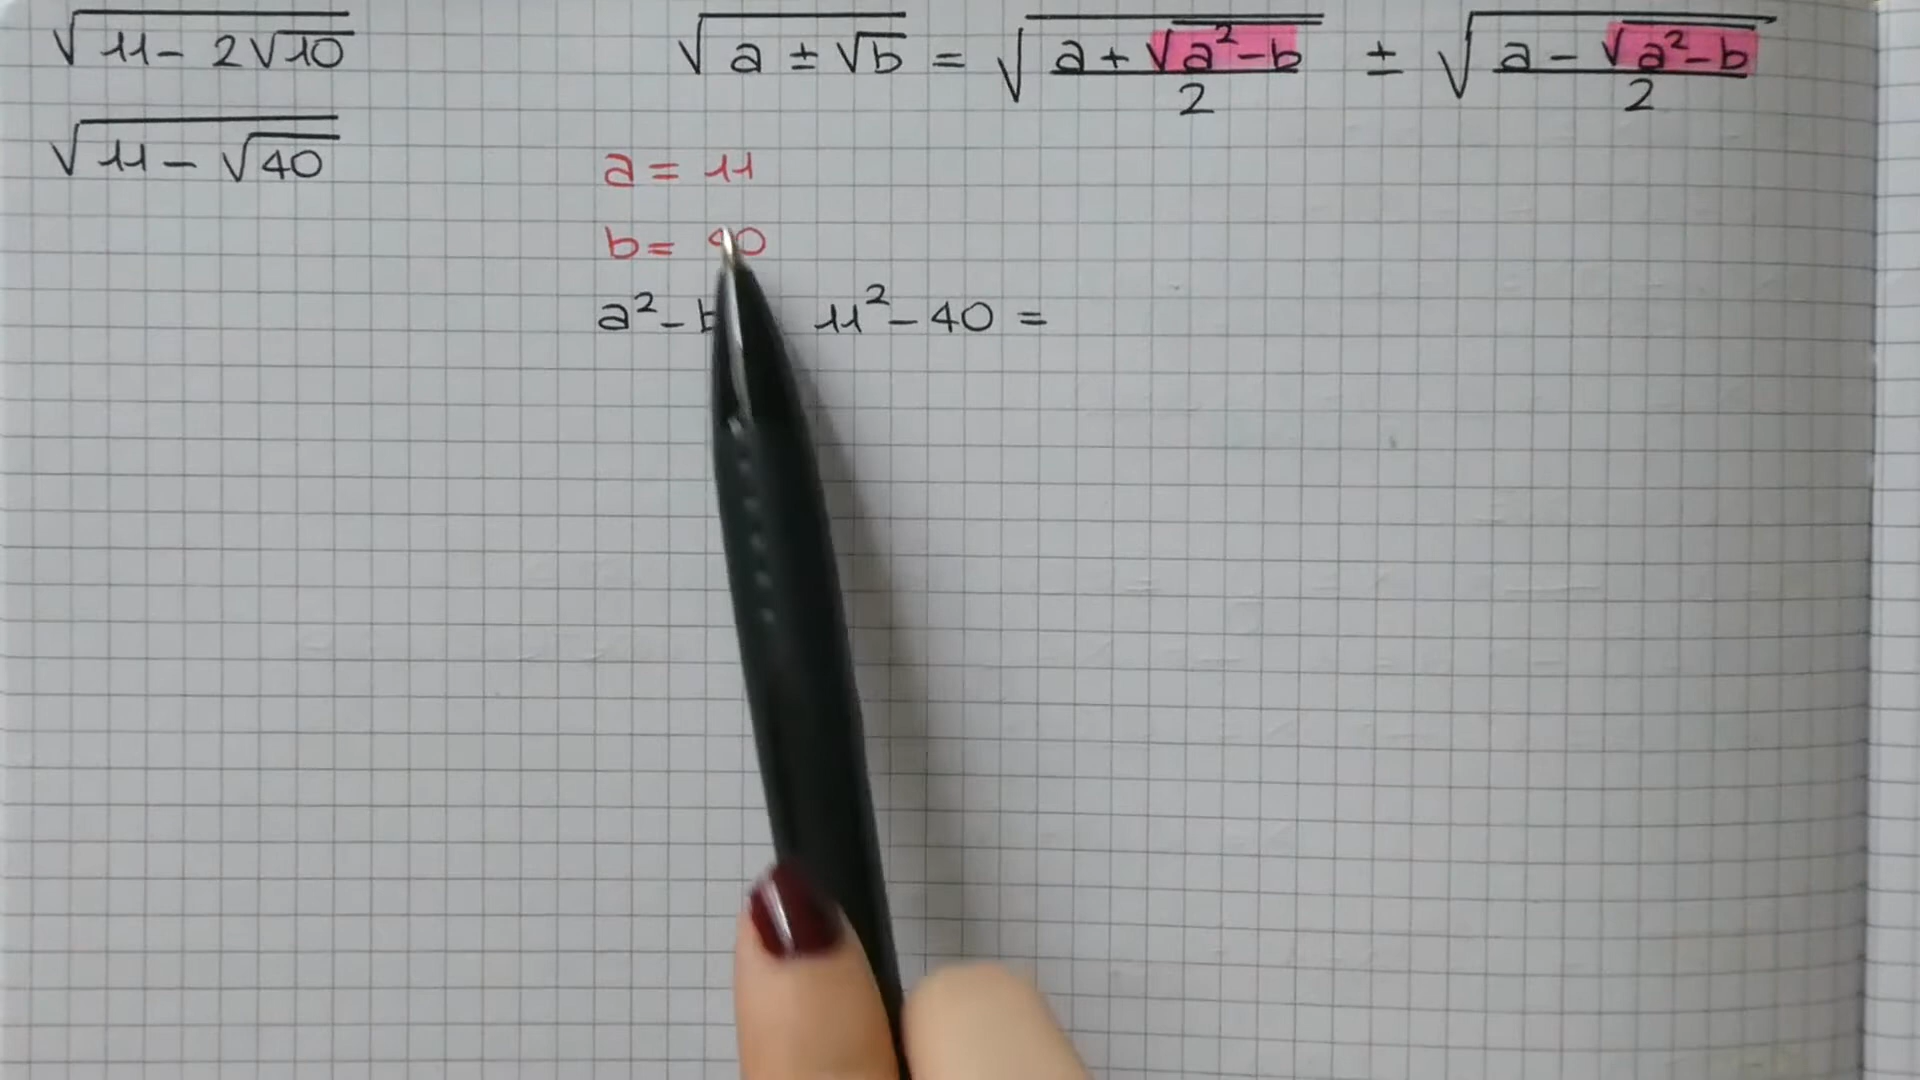 √(11 - 2√10)
√(a ± √b) = √((a + √(a² - b))/2) ± √((a - √(a² - b))/2)
√(11 - √40)
a = 11
b = 40
a² - b 11² - 40 =